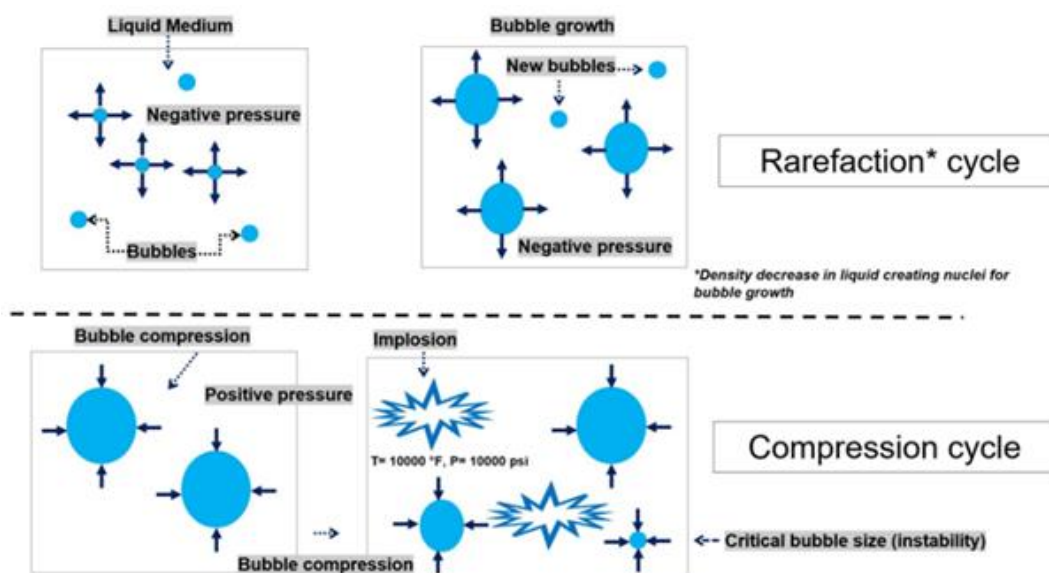 Liquid Medium
Negative pressure
Bubbles
Bubble growth
New bubbles
Negative pressure
Rarefaction* cycle
*Density decrease in liquid creating nuclei for
bubble growth
Bubble compression
Positive pressure
Bubble compression
Implosion
T= 10000 °F, P= 10000 psi
Critical bubble size (instability)
Compression cycle